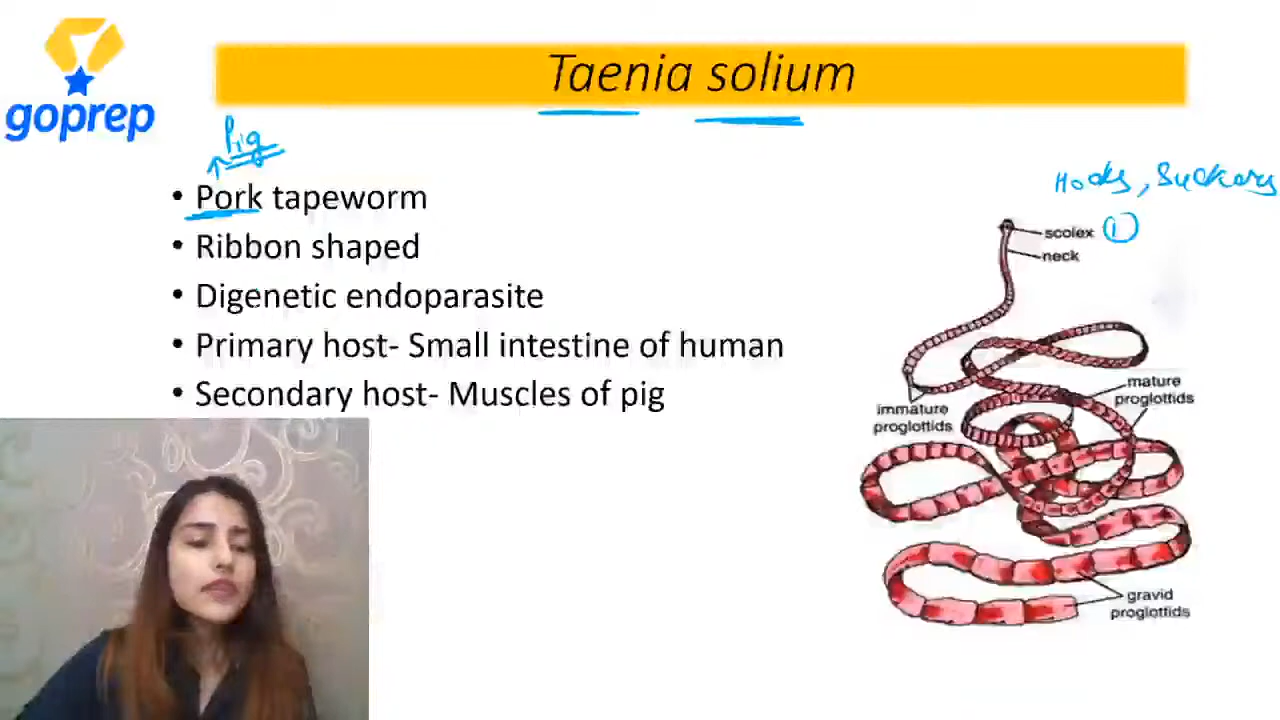 goprep
Taenia solium
Pig
• Pork tapeworm
• Ribbon shaped
• Digenetic endoparasite
• Primary host- Small intestine of human
• Secondary host- Muscles of pig
Hooks, Suckers
scolex ①
neck
immature
proglottids
mature
proglottids
gravid
proglottids